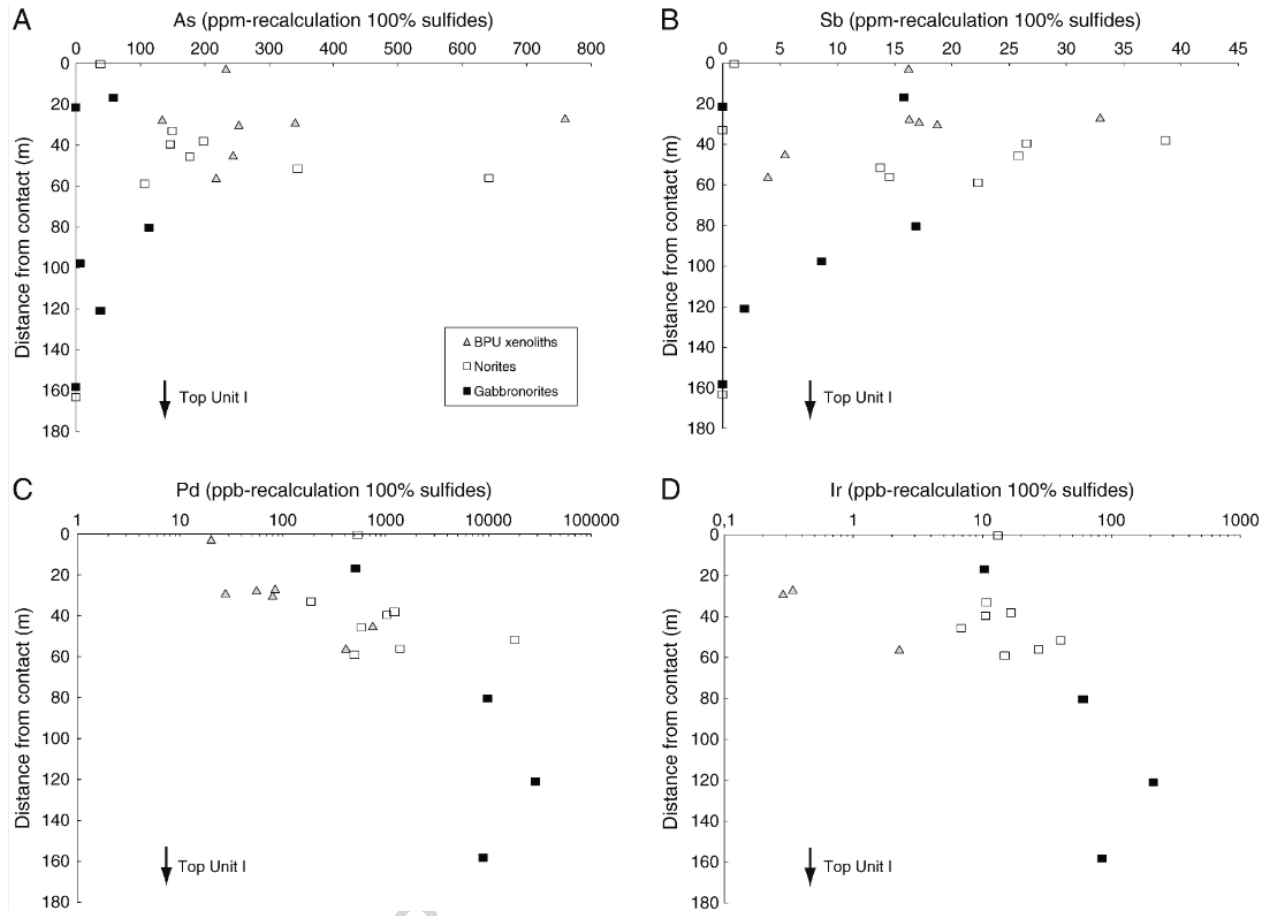 A
As (ppm-recalculation 100% sulfides)
0 100 200 300 400 500 600 700 800
0
20
40
60
80
100
120
140
160
180
Distance from contact (m)
BPU xenoliths
Norites
Gabbronorites
Top Unit I
B
Sb (ppm-recalculation 100% sulfides)
0 5 10 15 20 25 30 35 40 45
0
20
40
60
80
100
120
140
160
180
Distance from contact (m)
Top Unit I
C
Pd (ppb-recalculation 100% sulfides)
1 10 100 1000 10000 100000
0
20
40
60
80
100
120
140
160
180
Distance from contact (m)
Top Unit I
D
Ir (ppb-recalculation 100% sulfides)
0,1 1 10 100 1000
0
20
40
60
80
100
120
140
160
180
Distance from contact (m)
Top Unit I